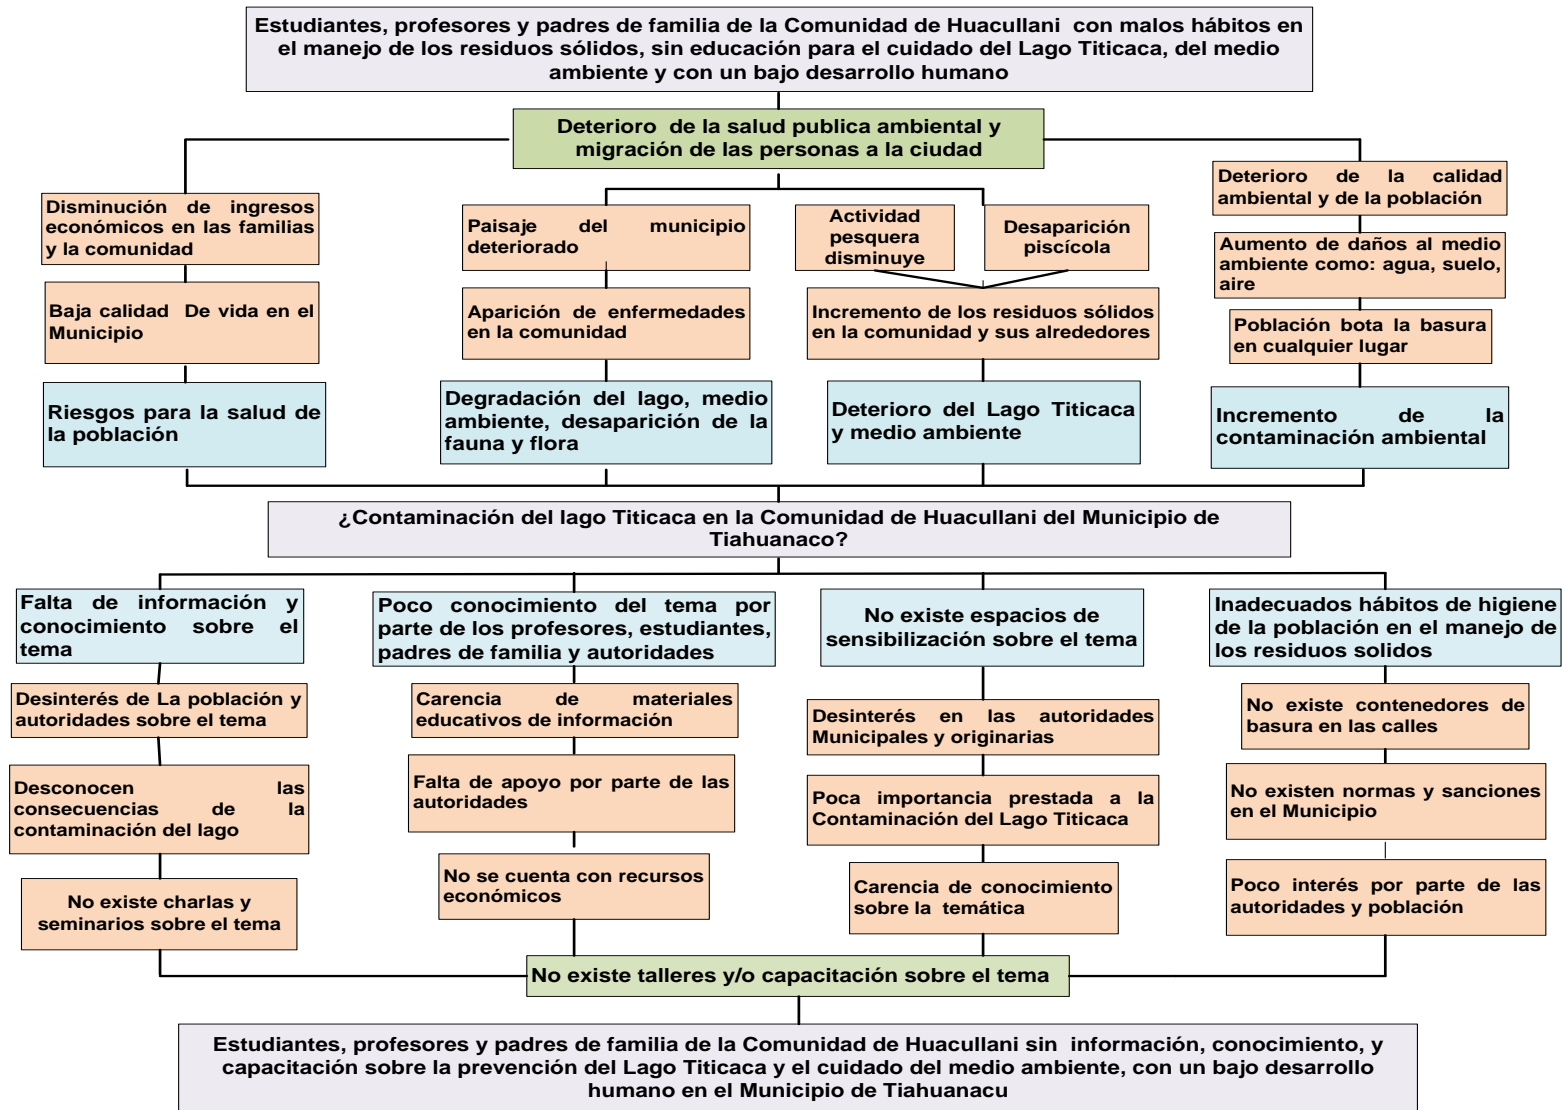 Estudiantes, profesores y padres de familia de la Comunidad de Huacullani con malos hábitos en
el manejo de los residuos sólidos, sin educación para el cuidado del Lago Titicaca, del medio
ambiente y con un bajo desarrollo humano
Deterioro de la salud publica ambiental y
migración de las personas a la ciudad
Disminución de ingresos
económicos en las familias
y la comunidad
Paisaje del municipio
deteriorado
Actividad
pesquera
disminuye
Desaparición
piscícola
Deterioro de la calidad
ambiental y de la población
Baja calidad De vida en el
Municipio
Aparición de enfermedades
en la comunidad
Incremento de los residuos sólidos
en la comunidad y sus alrededores
Aumento de daños al medio
ambiente como: agua, suelo,
aire
Población bota la basura
en cualquier lugar
Riesgos para la salud de
la población
Degradación del lago, medio
ambiente, desaparición de la
fauna y flora
Deterioro del Lago Titicaca
y medio ambiente
Incremento de la
contaminación ambiental
¿Contaminación del lago Titicaca en la Comunidad de Huacullani del Municipio de
Tiahuanaco?
Falta de información y
conocimiento sobre el
tema
Poco conocimiento del tema por
parte de los profesores, estudiantes,
padres de familia y autoridades
No existe espacios de
sensibilización sobre el tema
Inadecuados hábitos de higiene
de la población en el manejo de
los residuos solidos
Desinterés de La población y
autoridades sobre el tema
Carencia de materiales
educativos de información
Desinterés en las autoridades
Municipales y originarias
No existe contenedores de
basura en las calles
Desconocen las
consecuencias de la
contaminación del lago
Falta de apoyo por parte de las
autoridades
Poca importancia prestada a la
Contaminación del Lago Titicaca
No existen normas y sanciones
en el Municipio
No existe charlas y
seminarios sobre el tema
No se cuenta con recursos
económicos
Carencia de conocimiento
sobre la temática
Poco interés por parte de las
autoridades y población
No existe talleres y/o capacitación sobre el tema
Estudiantes, profesores y padres de familia de la Comunidad de Huacullani sin información, conocimiento, y
capacitación sobre la prevención del Lago Titicaca y el cuidado del medio ambiente, con un bajo desarrollo
humano en el Municipio de Tiahuanacu